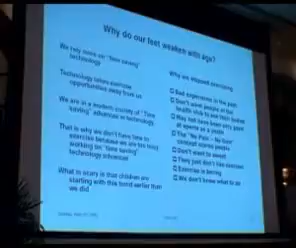 Why do our feet weaken with age?
We rely more on "time saving"
technology
Technology takes exercise
opportunities away from us
We are in a modern society of "Time
saving" advances in technology
That is why we don't have time to
exercise because we are too busy
working on "time saving"
technology advances
What is scary is that children are
starting with this trend earlier than
we did
Why we stopped exercising
Bad experience in the past
Don't want people at the
health club to see their bodies
May not have been very good
at sports as a youth
The "No Pain – No Gain"
scares people
Don't want to sweat
They just don't like exercise
Exercise is boring
We don't know what to do